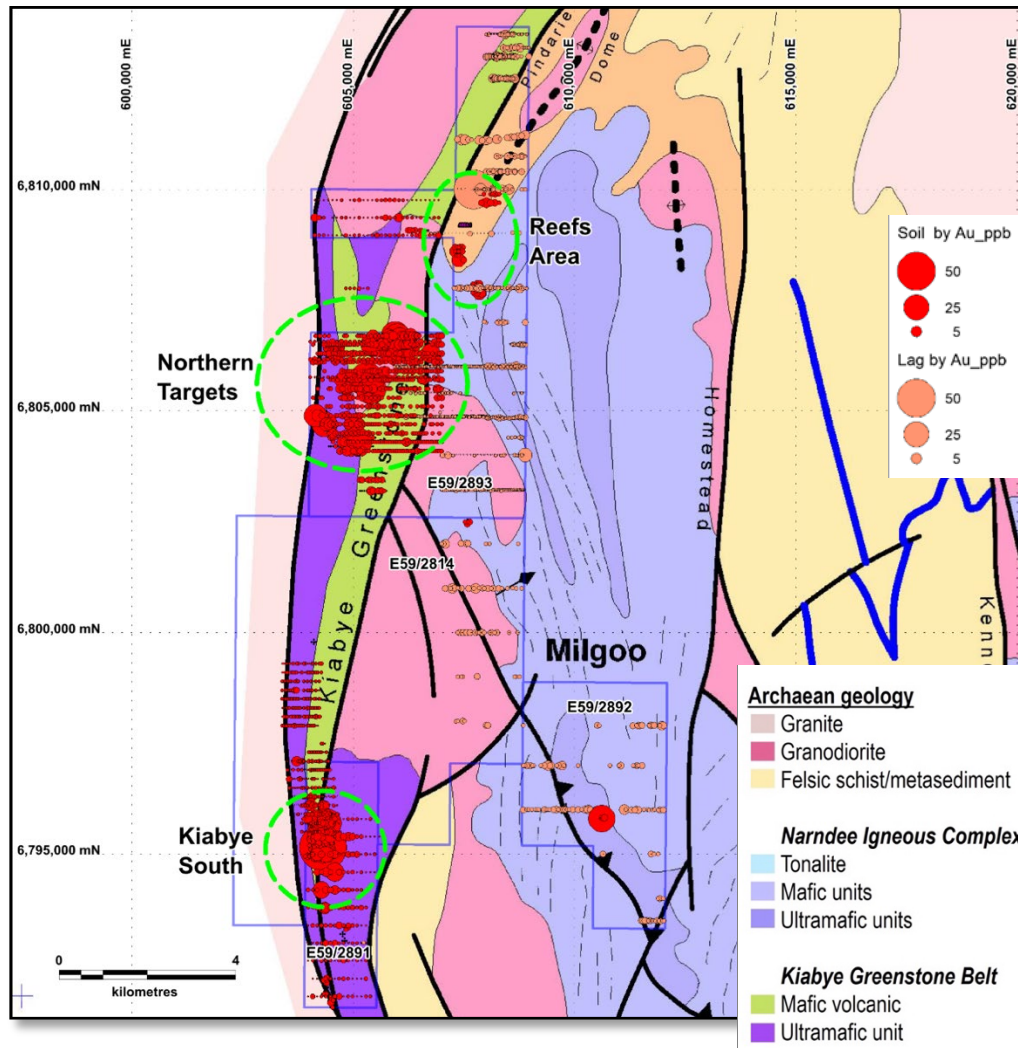 600,000 mE
605,000 mE
610,000 mE
615,000 mE
620,000 mE
Pindarie
Dome
6,810,000 mN
Reefs
Area
Soil by Au_ppb
50
25
5
Northern
Targets
Lag by Au_ppb
50
25
5
6,805,000 mN
Homestead
E59/2893
E59/2814
Kiabye
6,800,000 mN
Milgoo
E59/2892
Archaean geology
Granite
Granodiorite
Felsic schist/metasediment
Narndee Igneous Complex
Tonalite
Mafic units
Ultramafic units
Kiabye
South
6,795,000 mN
E59/2891
0
4
kilometres
Kiabye Greenstone Belt
Mafic volcanic
Ultramafic unit